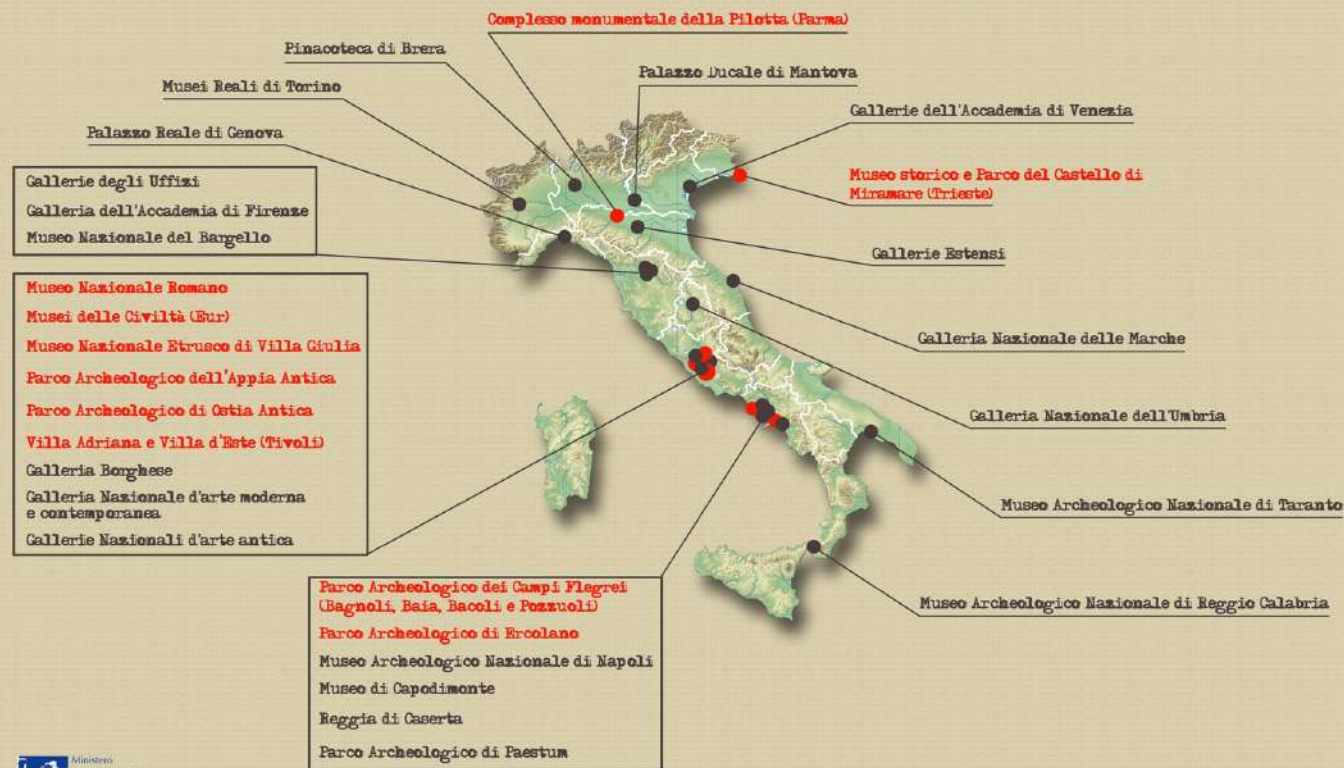 Complesso monumentale della Pilotta (Parma)
Pinacoteca di Brera
Palazzo Ducale di Mantova
Musei Reali di Torino
Gallerie dell'Accademia di Venezia
Palazzo Reale di Genova
Museo storico e Parco del Castello di
Miramare (Trieste)
Gallerie degli Uffizi
Galleria dell'Accademia di Firenze
Museo Nazionale del Bargello
Gallerie Estensi
Museo Nazionale Romano
Musei delle Civiltà (Eur)
Museo Nazionale Etrusco di Villa Giulia
Parco Archeologico dell'Appia Antica
Parco Archeologico di Ostia Antica
Villa Adriana e Villa d'Este (Tivoli)
Galleria Borghese
Galleria Nazionale d'arte moderna
e contemporanea
Gallerie Nazionali d'arte antica
Galleria Nazionale delle Marche
Galleria Nazionale dell'Umbria
Museo Archeologico Nazionale di Taranto
Museo Archeologico Nazionale di Reggio Calabria
Parco Archeologico dei Campi Flegrei
(Bagnoli, Baia, Bacoli e Pozzuoli)
Parco Archeologico di Ercolano
Museo Archeologico Nazionale di Napoli
Museo di Capodimonte
Reggia di Caserta
Parco Archeologico di Paestum
Ministero